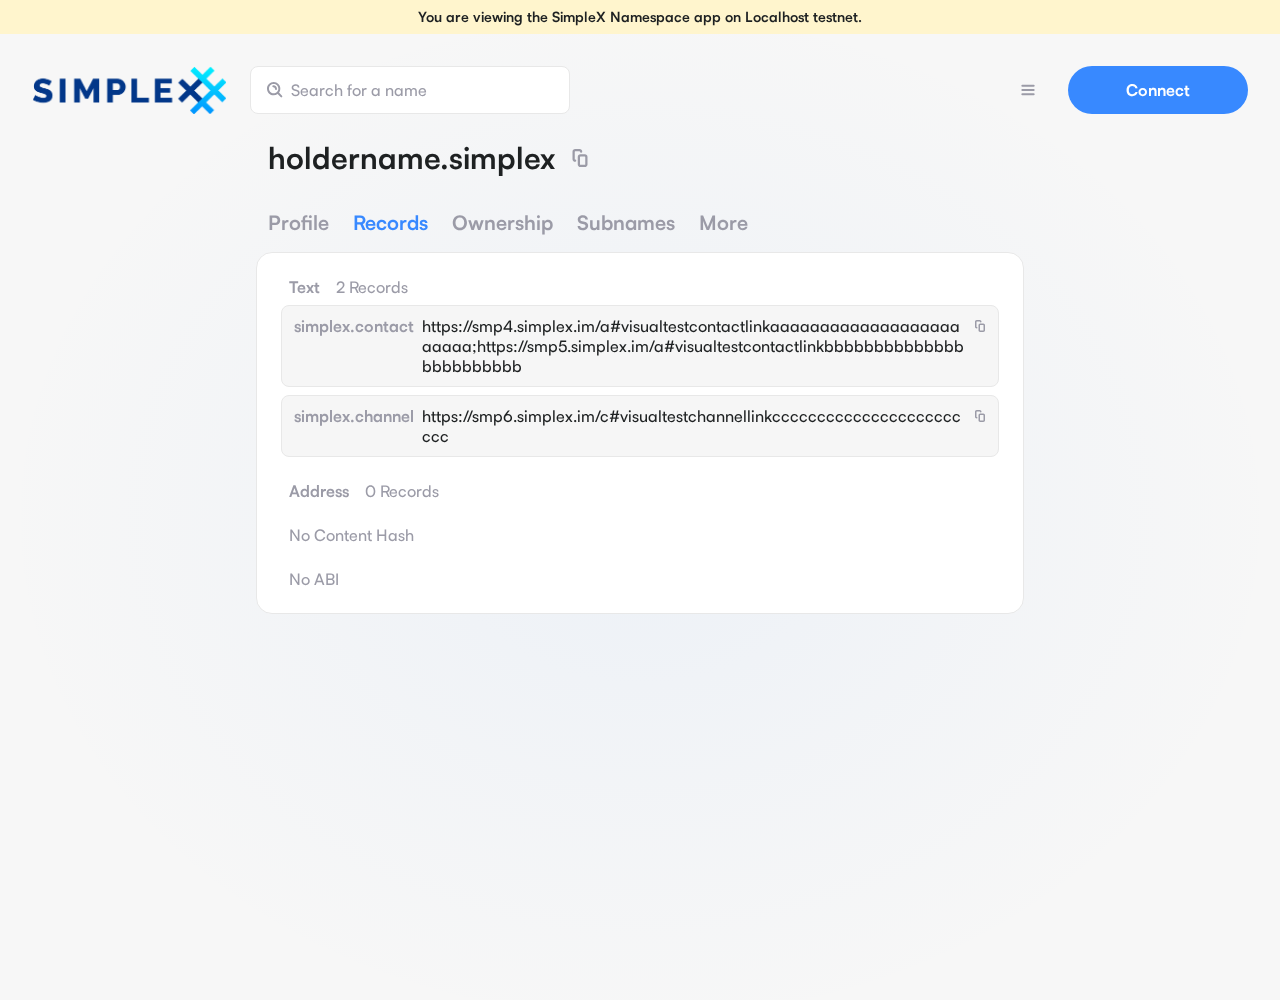 You are viewing the SimpleX Namespace app on Localhost testnet.
SIMPLEX
Search for a name
Connect
holdername.simplex
Profile Records Ownership Subnames More
Text 2 Records
simplex.contact https://smp4.simplex.im/a#visualtestcontactlinkaaaaaaaaaaaaaaaaaaa
aaaaa;https://smp5.simplex.im/a#visualtestcontactlinkbbbbbbbbbbbbbb
bbbbbbbbbb
simplex.channel https://smp6.simplex.im/c#visualtestchannellinkccccccccccccccccccccc
ccc
Address 0 Records
No Content Hash
No ABI